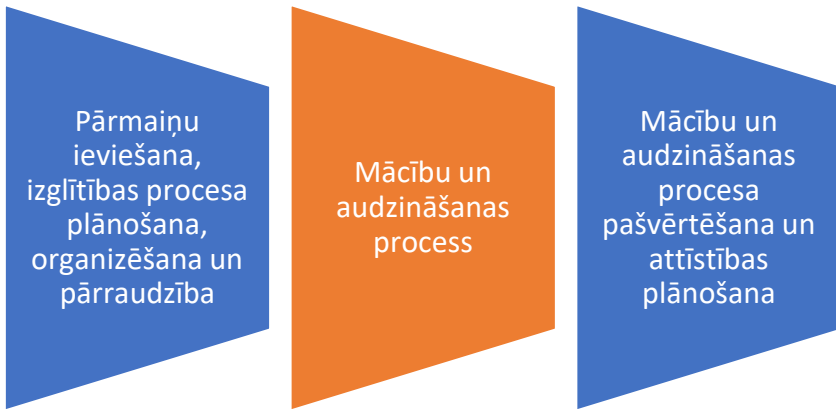 Pārmaiņu
ieviešana,
izglītības procesa
plānošana,
organizēšana un
pārraudzība
Mācību un
audzināšanas
process
Mācību un
audzināšanas
procesa
pašvērtēšana un
attīstības
plānošana